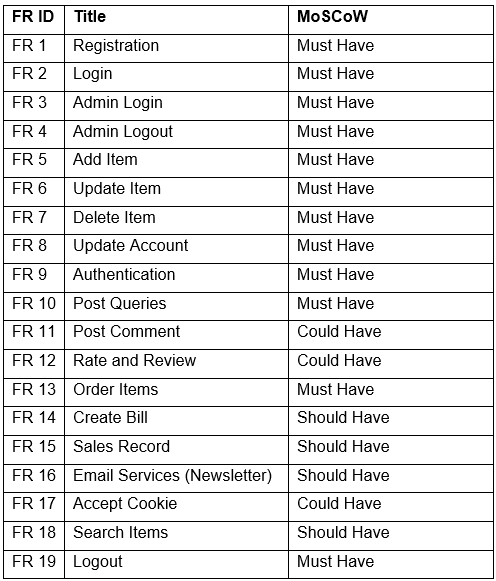 FR ID Title MoSCoW
FR 1 Registration Must Have
FR 2 Login Must Have
FR 3 Admin Login Must Have
FR 4 Admin Logout Must Have
FR 5 Add Item Must Have
FR 6 Update Item Must Have
FR 7 Delete Item Must Have
FR 8 Update Account Must Have
FR 9 Authentication Must Have
FR 10 Post Queries Must Have
FR 11 Post Comment Could Have
FR 12 Rate and Review Could Have
FR 13 Order Items Must Have
FR 14 Create Bill Should Have
FR 15 Sales Record Should Have
FR 16 Email Services (Newsletter) Should Have
FR 17 Accept Cookie Could Have
FR 18 Search Items Should Have
FR 19 Logout Must Have